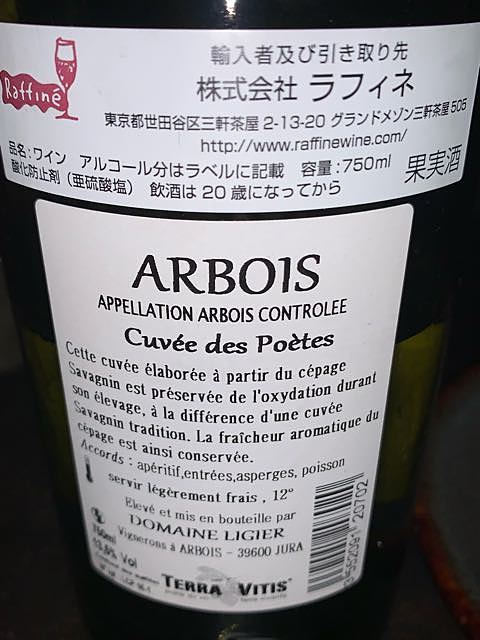 Raffiné
輸入者及び引き取り先
株式会社 ラフィネ
東京都世田谷区三軒茶屋 2-13-20 グランドメゾン三軒茶屋 505
http://www.raffinewine.com/
品名:ワイン アルコール分はラベルに記載 容量:750ml
酸化防止剤(亜硫酸塩) 飲酒は20歳になってから
果実酒
ARBOIS
APPELLATION ARBOIS CONTROLEE
Cuvée des Poètes
Cette cuvée élaborée à partir du cépage
Savagnin est préservée de l'oxydation durant
son élevage, à la différence d'une cuvée
Savagnin tradition. La fraîcheur aromatique du
cépage est ainsi conservée.
Accords : apéritif,entrées,asperges, poisson
servir légèrement frais , 12°
Elevé et mis en bouteille par
DOMAINE LIGIER
Vignerons à ARBOIS - 39600 JURA
750ml
Vol
TERRA VITIS